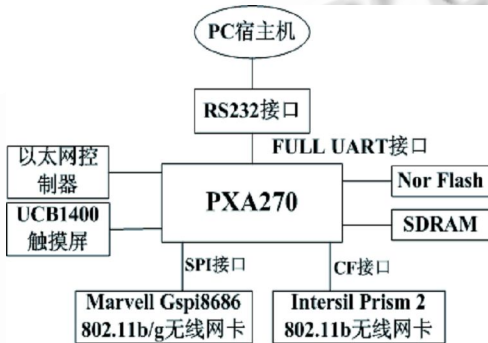 PC宿主机
RS232接口
FULL UART接口
以太网控
制器
UCB1400
触摸屏
PXA270
Nor Flash
SDRAM
SPI接口
CF接口
Marvell Gspi8686
802.11b/g无线网卡
Intersil Prism 2
802.11b无线网卡